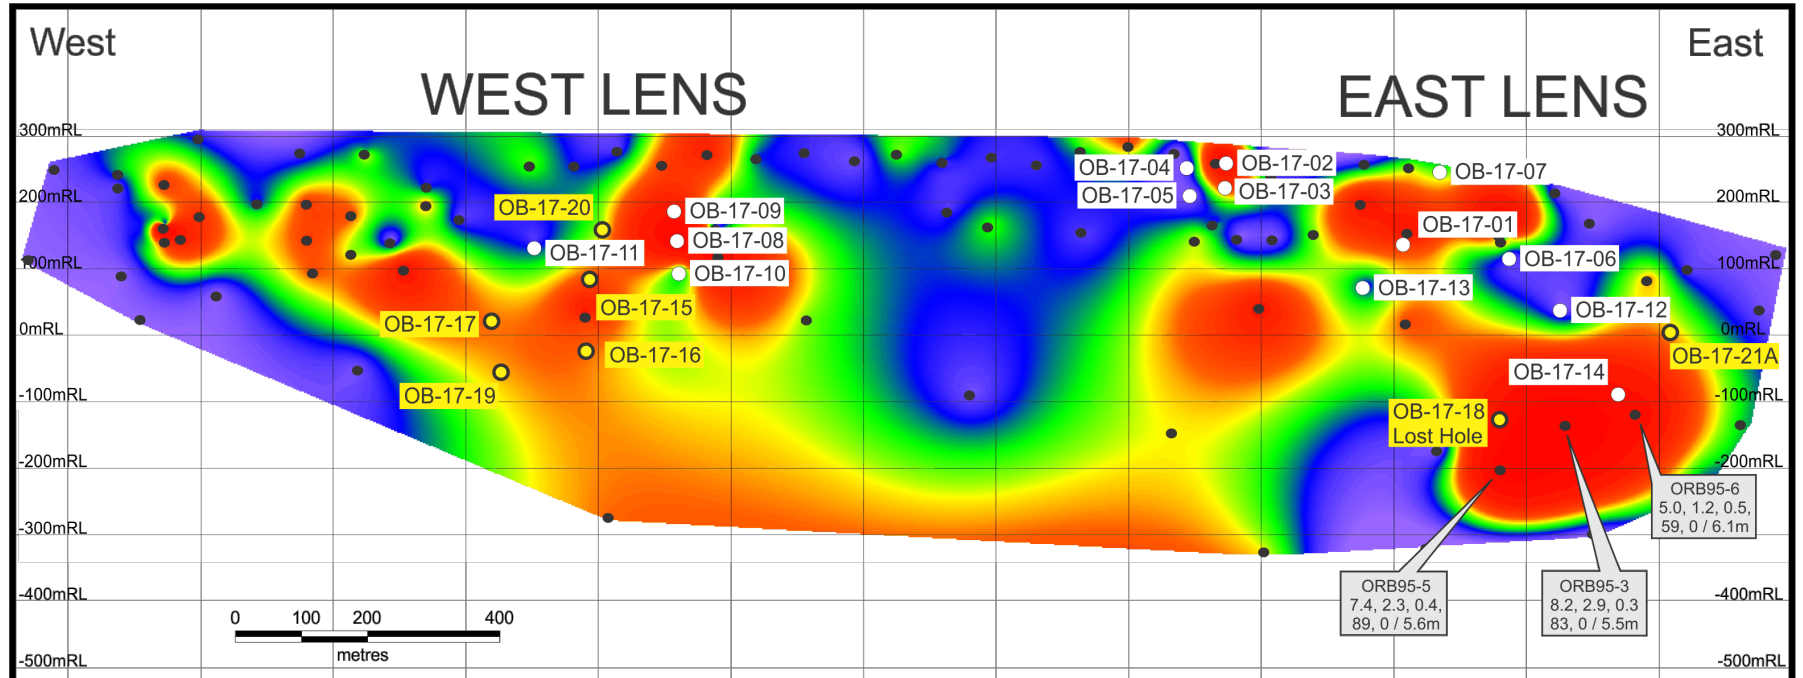 West
East
WEST LENS
EAST LENS
300mRL
300mRL
200mRL
200mRL
100mRL
100mRL
0mRL
0mRL
-100mRL
-100mRL
-200mRL
-200mRL
-300mRL
-300mRL
-400mRL
-400mRL
-500mRL
-500mRL
OB-17-20
OB-17-09
OB-17-08
OB-17-11
OB-17-10
OB-17-15
OB-17-17
OB-17-16
OB-17-19
OB-17-04
OB-17-02
OB-17-05
OB-17-03
OB-17-07
OB-17-01
OB-17-06
OB-17-13
OB-17-12
OB-17-21A
OB-17-14
OB-17-18
Lost Hole
ORB95-6
5.0, 1.2, 0.5,
59, 0 / 6.1m
ORB95-5
7.4, 2.3, 0.4,
89, 0 / 5.6m
ORB95-3
8.2, 2.9, 0.3
83, 0 / 5.5m
0 100 200 400
metres